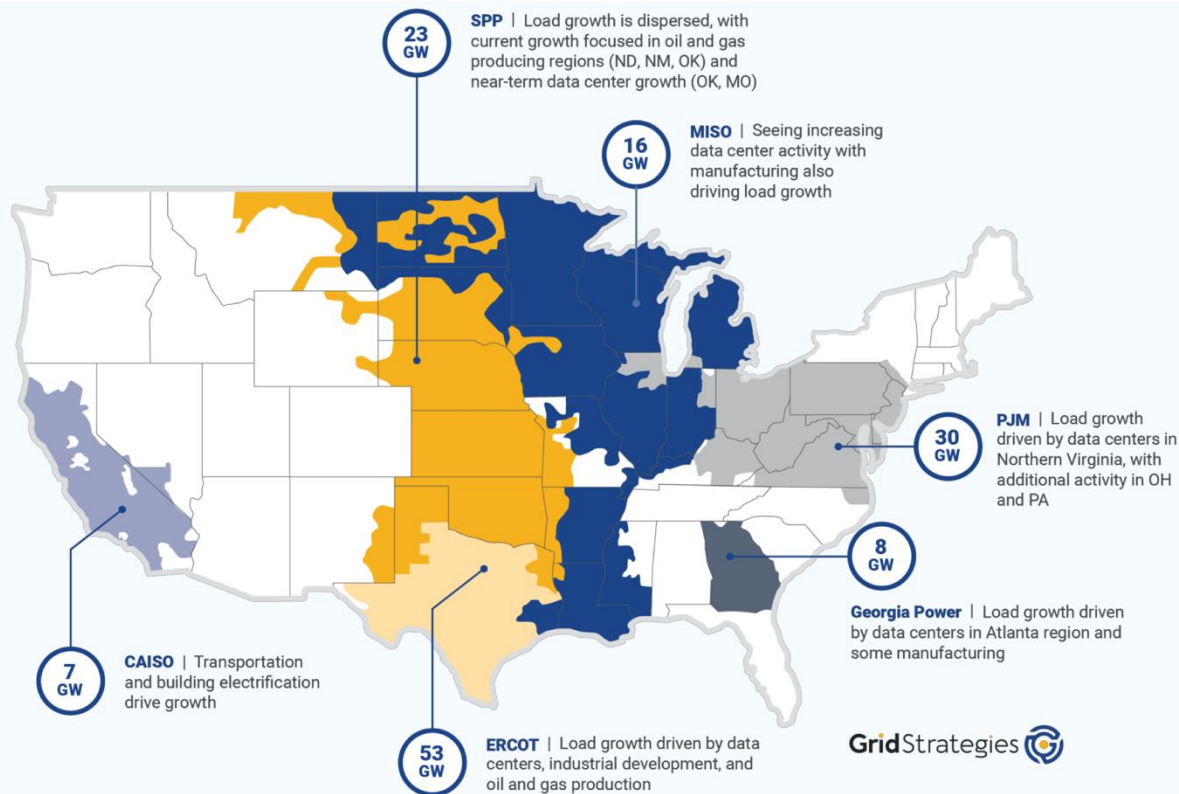 23
GW
SPP | Load growth is dispersed, with
current growth focused in oil and gas
producing regions (ND, NM, OK) and
near-term data center growth (OK, MO)
16
GW
MISO | Seeing increasing
data center activity with
manufacturing also
driving load growth
30
GW
PJM | Load growth
driven by data centers in
Northern Virginia, with
additional activity in OH
and PA
8
GW
Georgia Power | Load growth driven
by data centers in Atlanta region and
some manufacturing
7
GW
CAISO | Transportation
and building electrification
drive growth
53
GW
ERCOT | Load growth driven by data
centers, industrial development, and
oil and gas production
GridStrategies